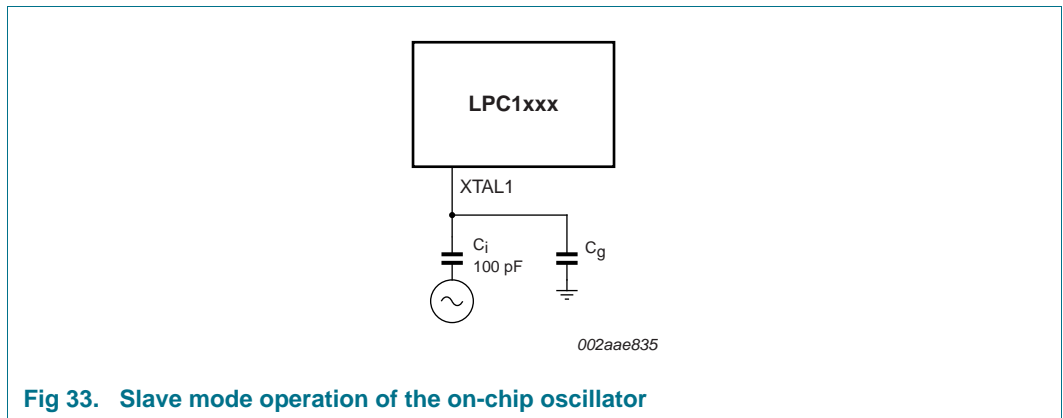 LPC1xxx
XTAL1
Ci
100 pF
Cg
002aae835
Fig 33. Slave mode operation of the on-chip oscillator